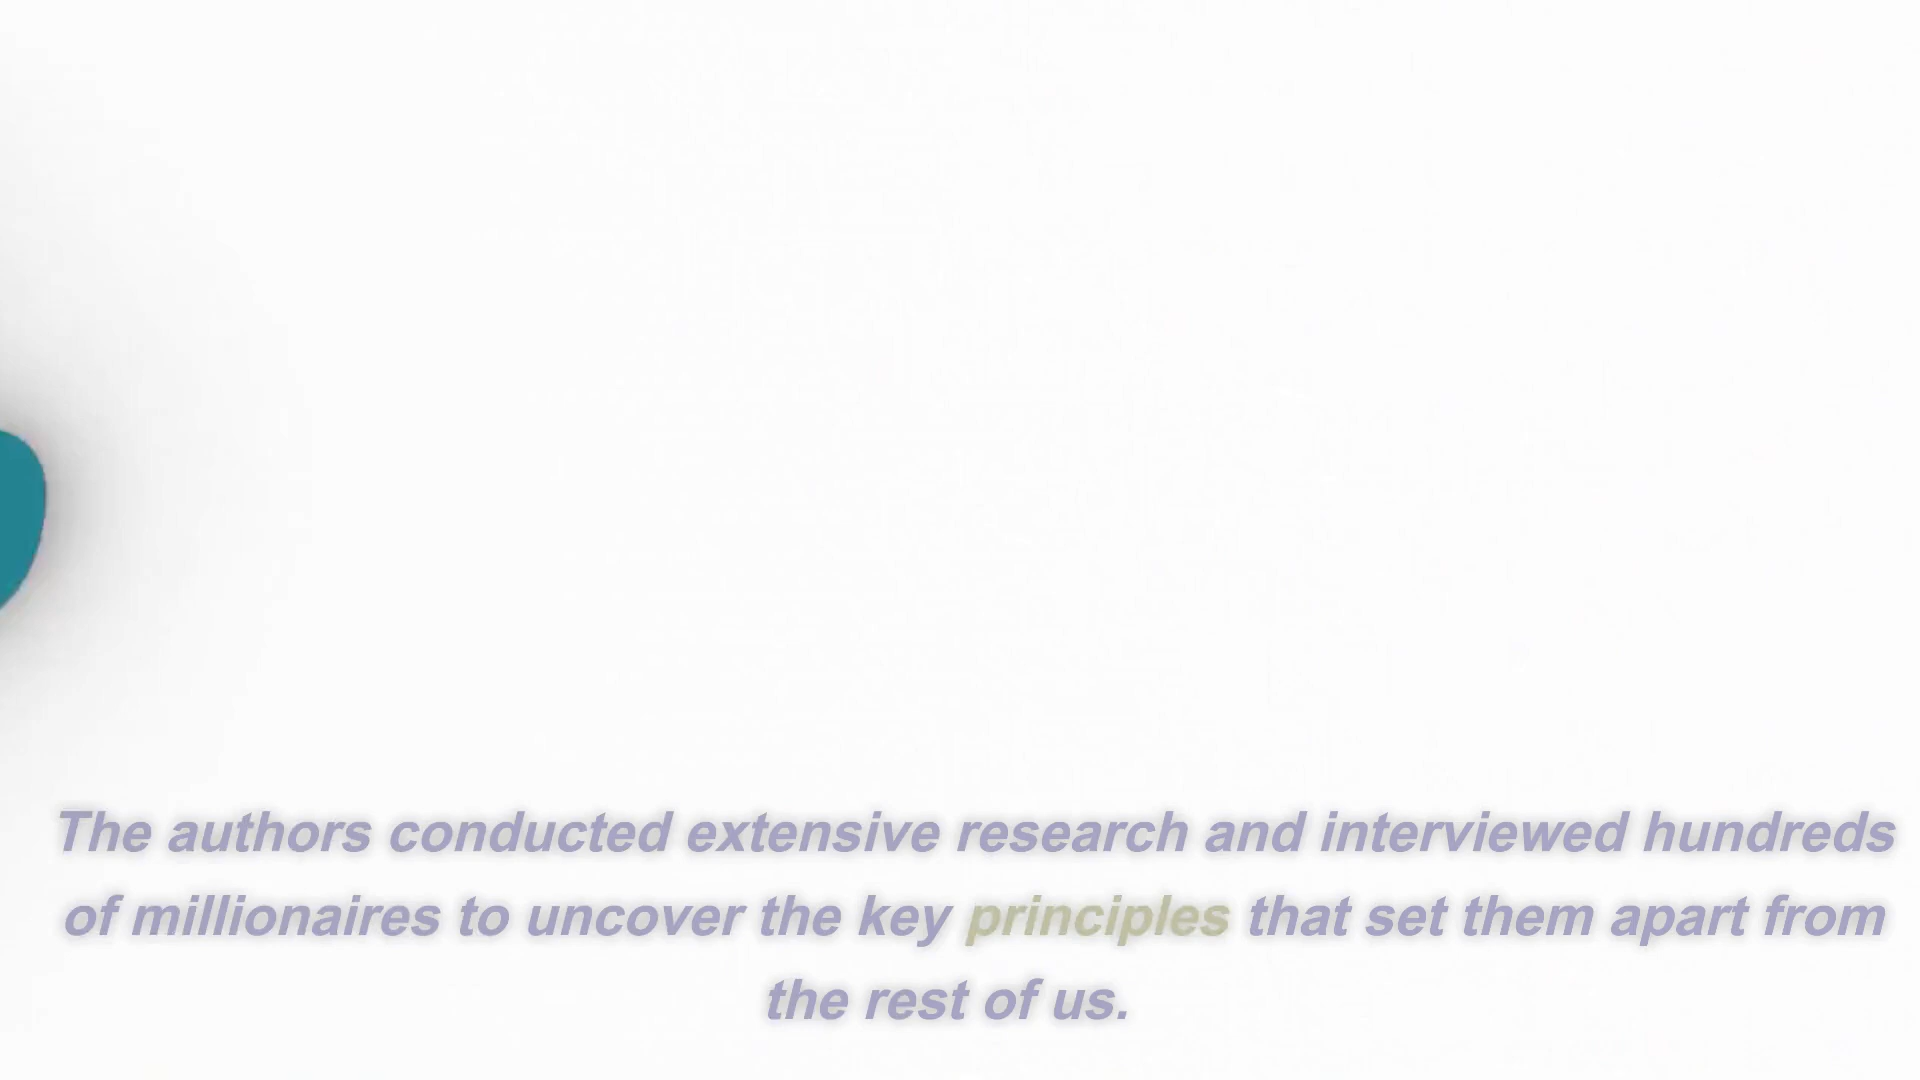 The authors conducted extensive research and interviewed hundreds
of millionaires to uncover the key principles that set them apart from
the rest of us.